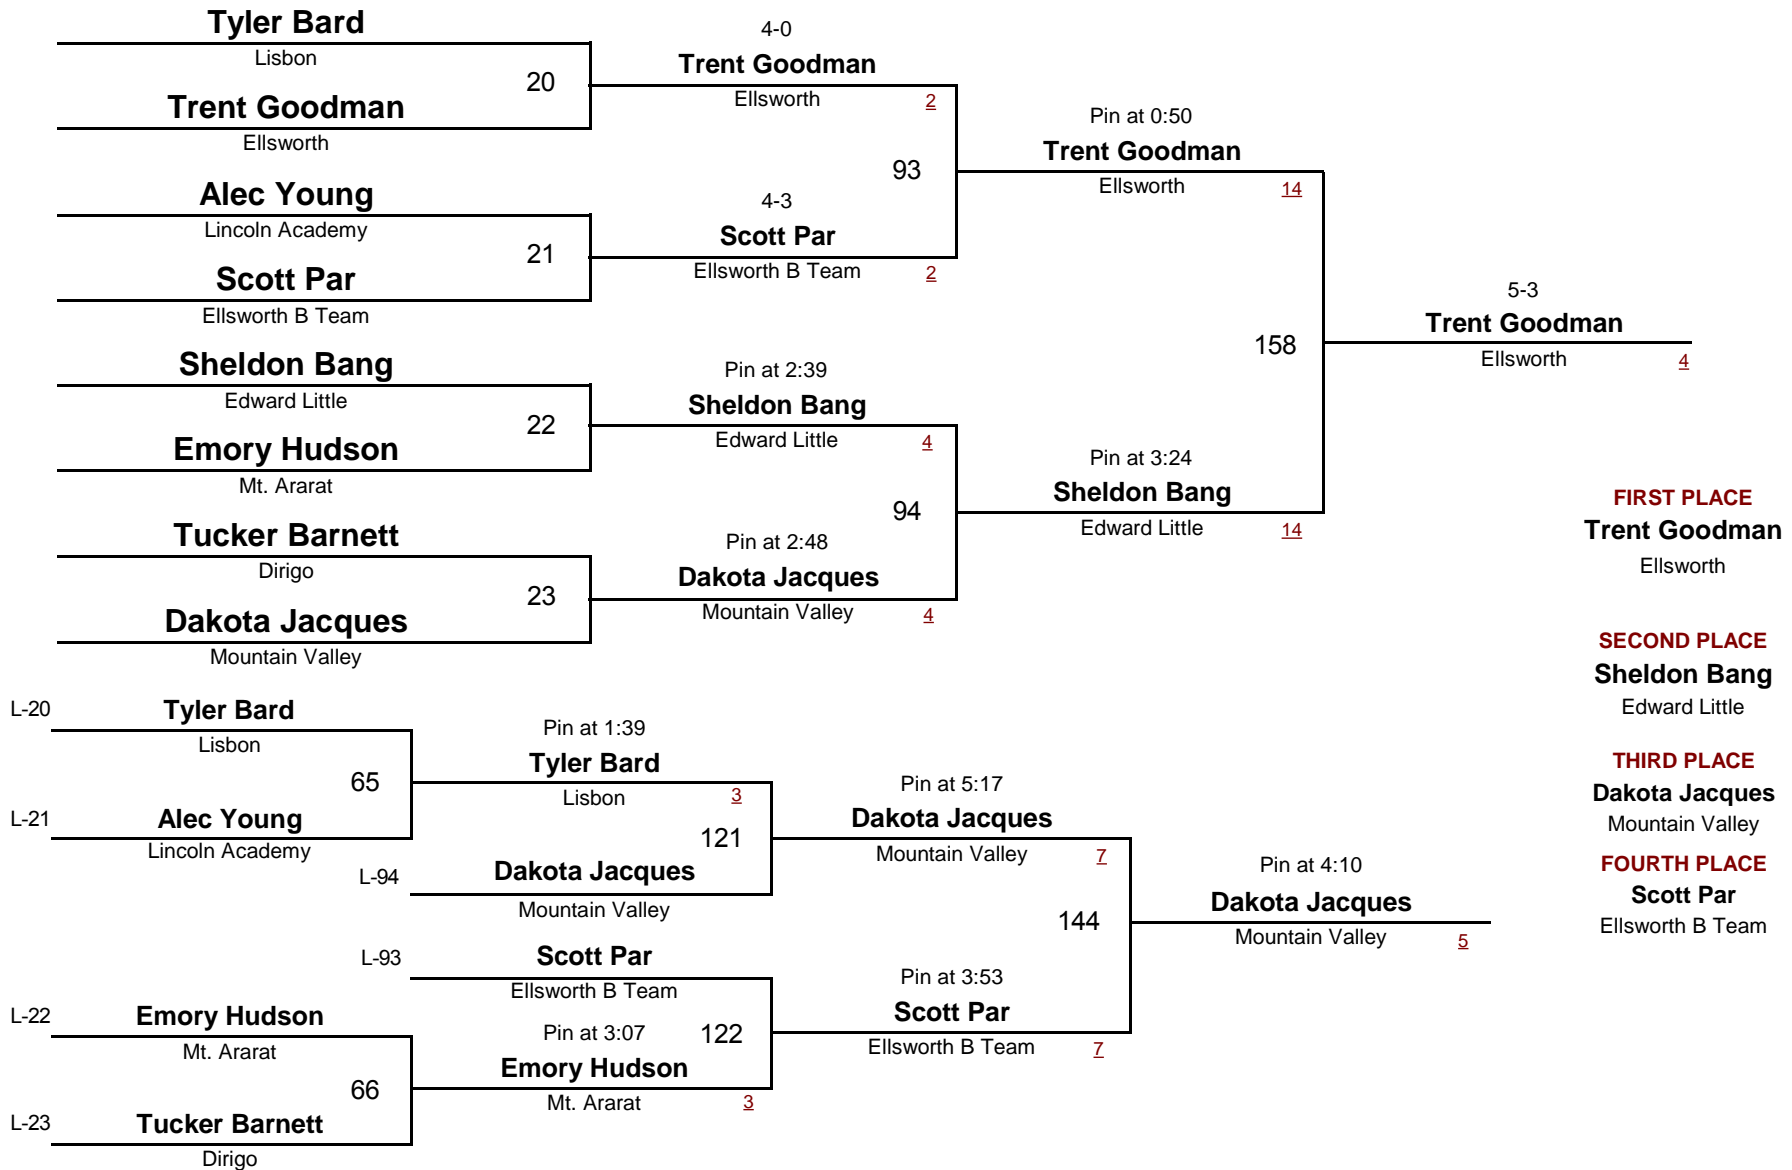 Tyler Bard
Lisbon
20
Trent Goodman
Ellsworth
Alec Young
Lincoln Academy
21
Scott Par
Ellsworth B Team
Sheldon Bang
Edward Little
22
Emory Hudson
Mt. Ararat
Tucker Barnett
Dirigo
23
Dakota Jacques
Mountain Valley
4-0
Trent Goodman
Ellsworth
2
93
4-3
Scott Par
Ellsworth B Team
2
Pin at 2:39
Sheldon Bang
Edward Little
4
94
Pin at 2:48
Dakota Jacques
Mountain Valley
4
Pin at 0:50
Trent Goodman
Ellsworth
14
158
Pin at 3:24
Sheldon Bang
Edward Little
14
5-3
Trent Goodman
Ellsworth
4
FIRST PLACE
Trent Goodman
Ellsworth
SECOND PLACE
Sheldon Bang
Edward Little
THIRD PLACE
Dakota Jacques
Mountain Valley
FOURTH PLACE
Scott Par
Ellsworth B Team
L-20
Tyler Bard
Lisbon
65
L-21
Alec Young
Lincoln Academy
Pin at 1:39
Tyler Bard
Lisbon
3
121
L-94
Dakota Jacques
Mountain Valley
L-93
Scott Par
Ellsworth B Team
122
Pin at 3:07
Emory Hudson
Mt. Ararat
3
L-22
Emory Hudson
Mt. Ararat
66
L-23
Tucker Barnett
Dirigo
Pin at 5:17
Dakota Jacques
Mountain Valley
7
144
Pin at 3:53
Scott Par
Ellsworth B Team
7
Pin at 4:10
Dakota Jacques
Mountain Valley
5